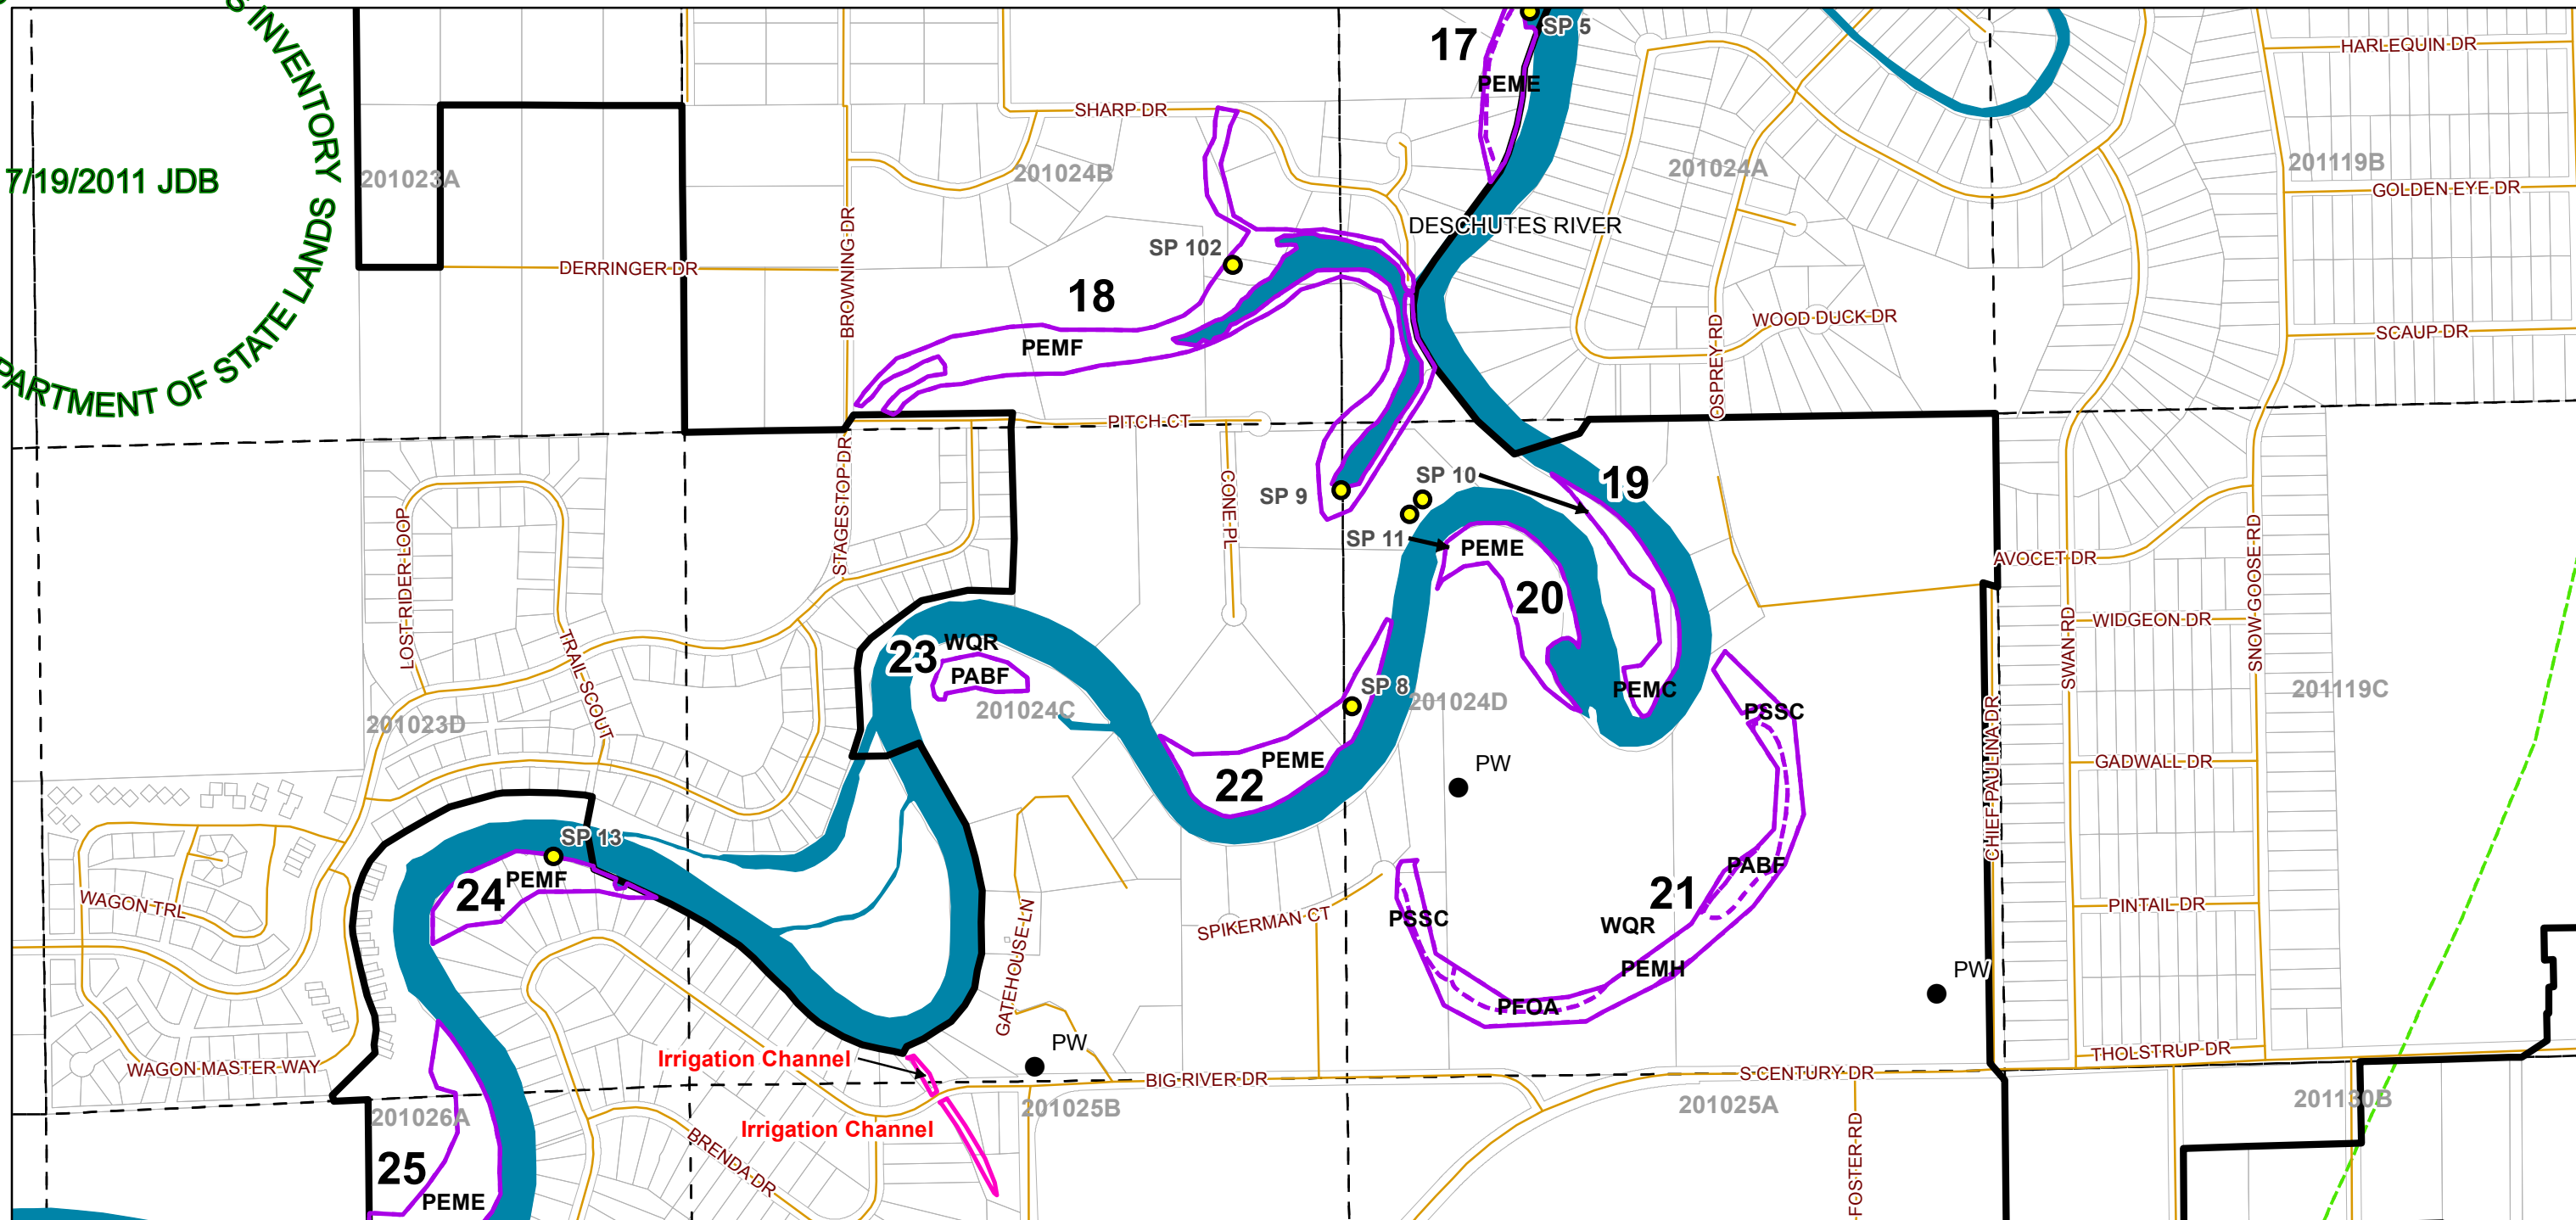 S INVENTORY
PARTMENT OF STATE LANDS
7/19/2011 JDB
17
SP 5
PEME
HARLEQUIN DR
SHARP DR
201023A
201024B
201024A
201119B
GOLDEN EYE DR
DESCHUTES RIVER
BROWNING DR
SP 102
DERRINGER DR
18
WOOD DUCK DR
OSPREY RD
SCAUP DR
PEMF
PITCH CT
STAGESTOP DR
CONE PL
SP 10
19
SP 9
SP 11
PEME
LOST RIDER LOOP
AVOCET DR
SNOW GOOSE RD
20
SWAN RD
WIDGEON DR
TRAIL SCOUT
23
WQR
PABF
SP 8
PEMC
201119C
201024C
201024D
PSSC
201023D
CHIEF PAULINA DR
PEME
22
PW
GADWALL DR
SP 13
PABF
24
PEMF
21
WAGON TRL
PSSC
WQR
PINTAIL DR
SPIKERMAN CT
GATEHOUSE LN
PEMH
PW
PFOA
PW
Irrigation Channel
THOLSTRUP DR
WAGON MASTER WAY
BIG RIVER DR
S CENTURY DR
201026A
201025B
201025A
201130B
Irrigation Channel
BRENDA DR
FOSTER RD
25
PEME